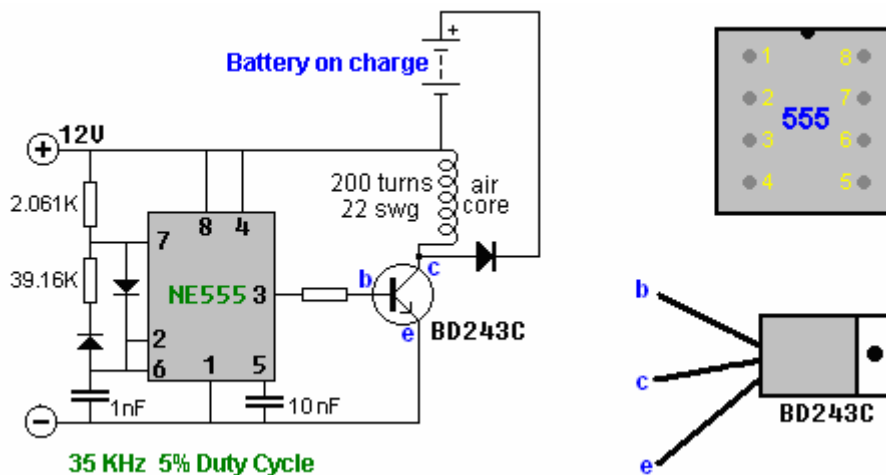 +
Battery on charge
12V
2.061K
39.16K
200 turns
22 swg
air
core
7
8
4
NE555
3
2
6
1
5
1nF
10nF
b
c
e
BD243C
35 KHz 5% Duty Cycle
1
8
2
7
555
3
6
4
5
b
c
e
BD243C